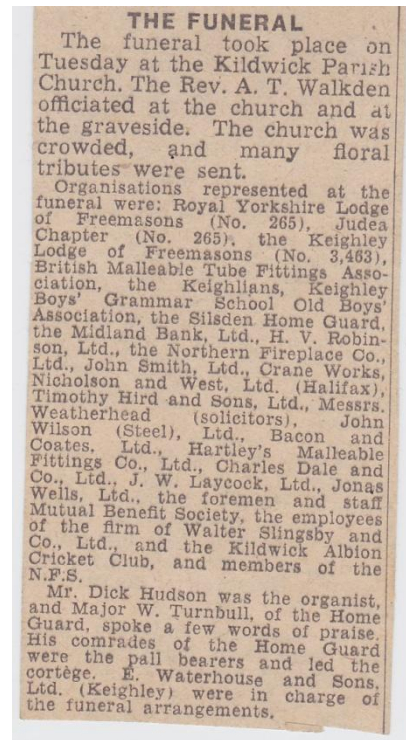 THE FUNERAL
The funeral took place on
Tuesday at the Kildwick Parish
Church. The Rev. A. T. Walkden
officiated at the church and at
the graveside. The church was
crowded, and many floral
tributes were sent.
Organisations represented at the
funeral were: Royal Yorkshire Lodge
of Freemasons (No. 265), Judea
Chapter (No. 265), the Keighley
Lodge of Freemasons (No. 3,463),
British Malleable Tube Fittings Asso-
ciation, the Keighlians, Keighley
Boys' Grammar School Old Boys'
Association, the Silsden Home Guard,
the Midland Bank, Ltd., H. V. Robin-
son, Ltd., the Northern Fireplace Co.,
Ltd., John Smith, Ltd., Crane Works,
Nicholson and West, Ltd. (Halifax),
Timothy Hird and Sons, Ltd., Messrs.
Weatherhead (solicitors), John
Wilson (Steel), Ltd., Bacon and
Coates, Ltd., Hartley's Malleable
Fittings Co., Ltd., Charles Dale and
Co., Ltd., J. W. Laycock, Ltd., Jonas
Wells, Ltd., the foremen and staff
Mutual Benefit Society, the employees
of the firm of Walter Slingsby and
Co., Ltd., and the Kildwick Albion
Cricket Club, and members of the
N.F.S.
Mr. Dick Hudson was the organist,
and Major W. Turnbull, of the Home
Guard, spoke a few words of praise.
His comrades of the Home Guard
were the pall bearers and led the
cortège. E. Waterhouse and Sons,
Ltd. (Keighley) were in charge of
the funeral arrangements.